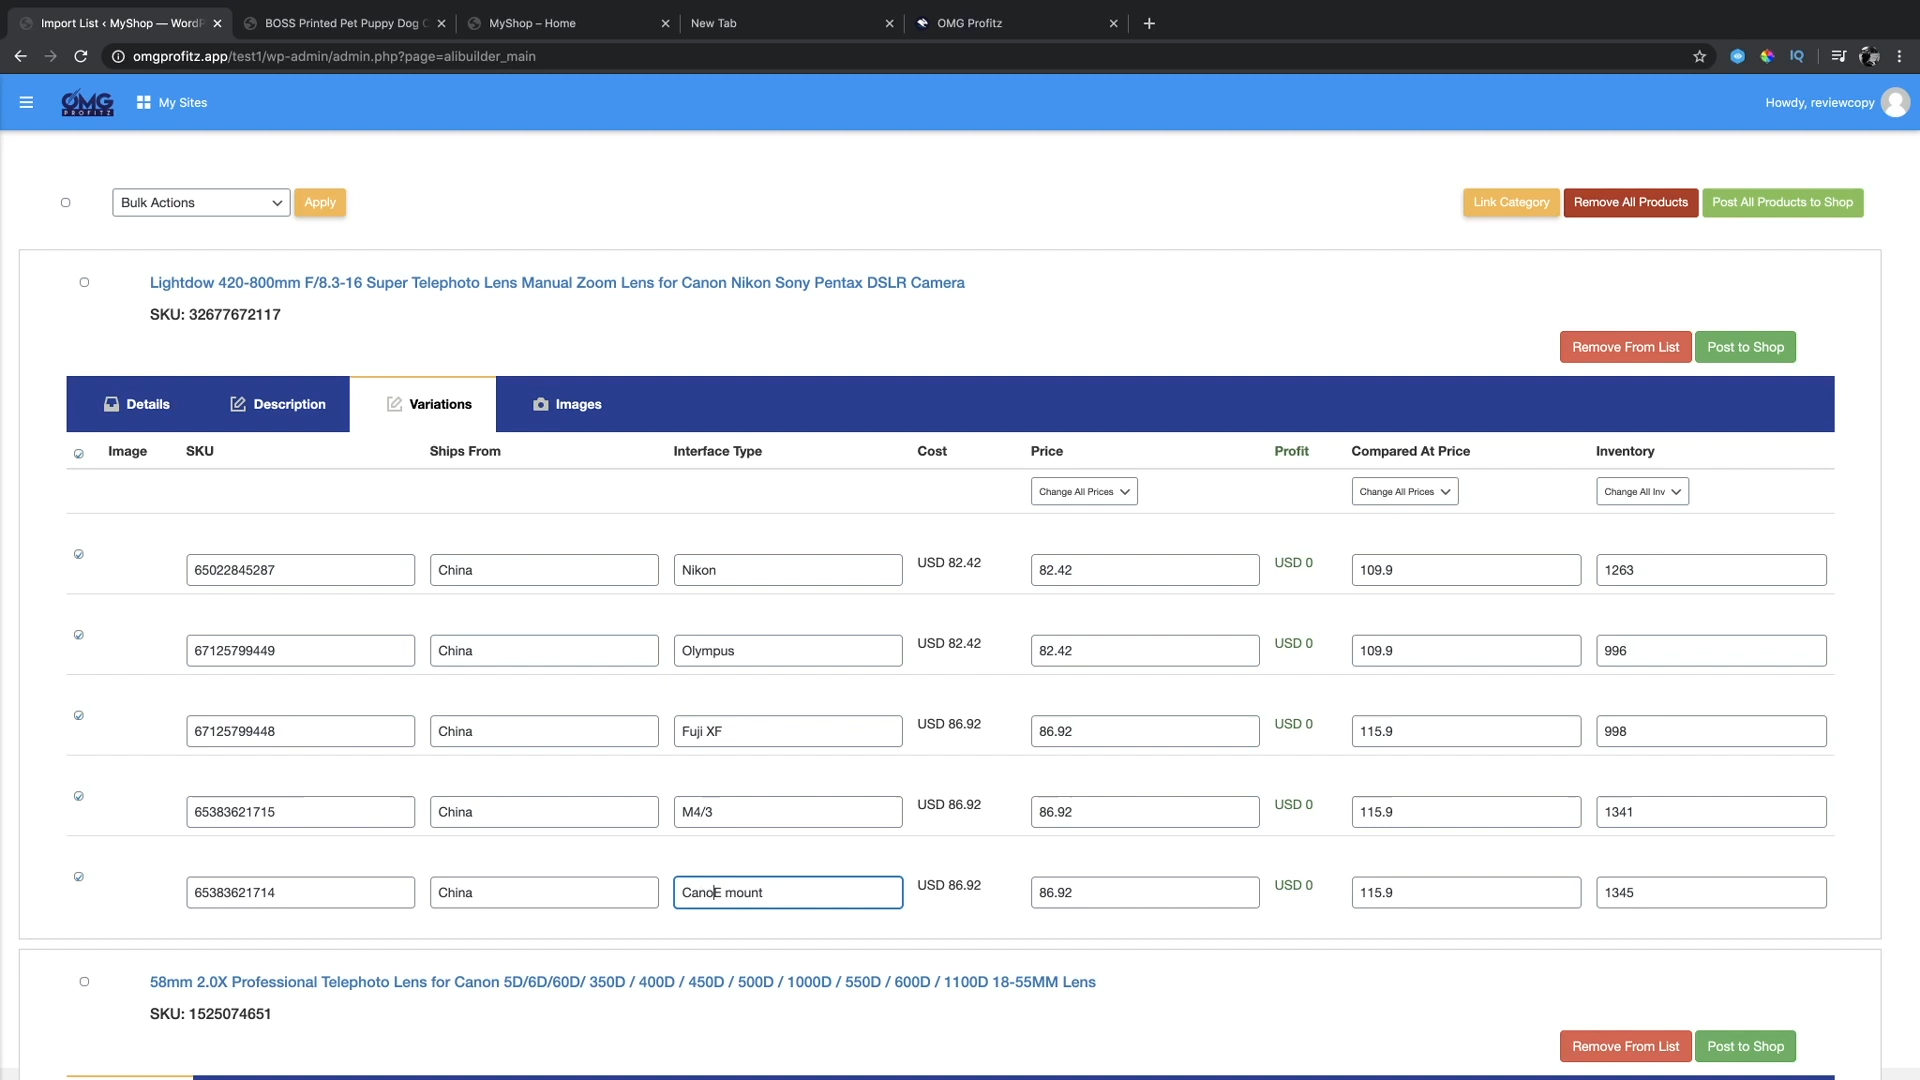 Import List ‹ MyShop — WordP
BOSS Printed Pet Puppy Dog C
MyShop – Home
New Tab
OMG Profitz
omgprofitz.app/test1/wp-admin/admin.php?page=alibuilder_main
IQ
OMG
PROFITZ
My Sites
Howdy, reviewcopy
Bulk Actions
Apply
Link Category
Remove All Products
Post All Products to Shop
Lightdow 420-800mm F/8.3-16 Super Telephoto Lens Manual Zoom Lens for Canon Nikon Sony Pentax DSLR Camera
SKU: 32677672117
Remove From List
Post to Shop
Details
Description
Variations
Images
Image SKU Ships From Interface Type Cost Price Profit Compared At Price Inventory
Change All Prices Change All Prices Change All Inv
65022845287 China Nikon USD 82.42 82.42 USD 0 109.9 1263
67125799449 China Olympus USD 82.42 82.42 USD 0 109.9 996
67125799448 China Fuji XF USD 86.92 86.92 USD 0 115.9 998
65383621715 China M4/3 USD 86.92 86.92 USD 0 115.9 1341
65383621714 China CanoE mount USD 86.92 86.92 USD 0 115.9 1345
58mm 2.0X Professional Telephoto Lens for Canon 5D/6D/60D/ 350D / 400D / 450D / 500D / 1000D / 550D / 600D / 1100D 18-55MM Lens
SKU: 1525074651
Remove From List
Post to Shop